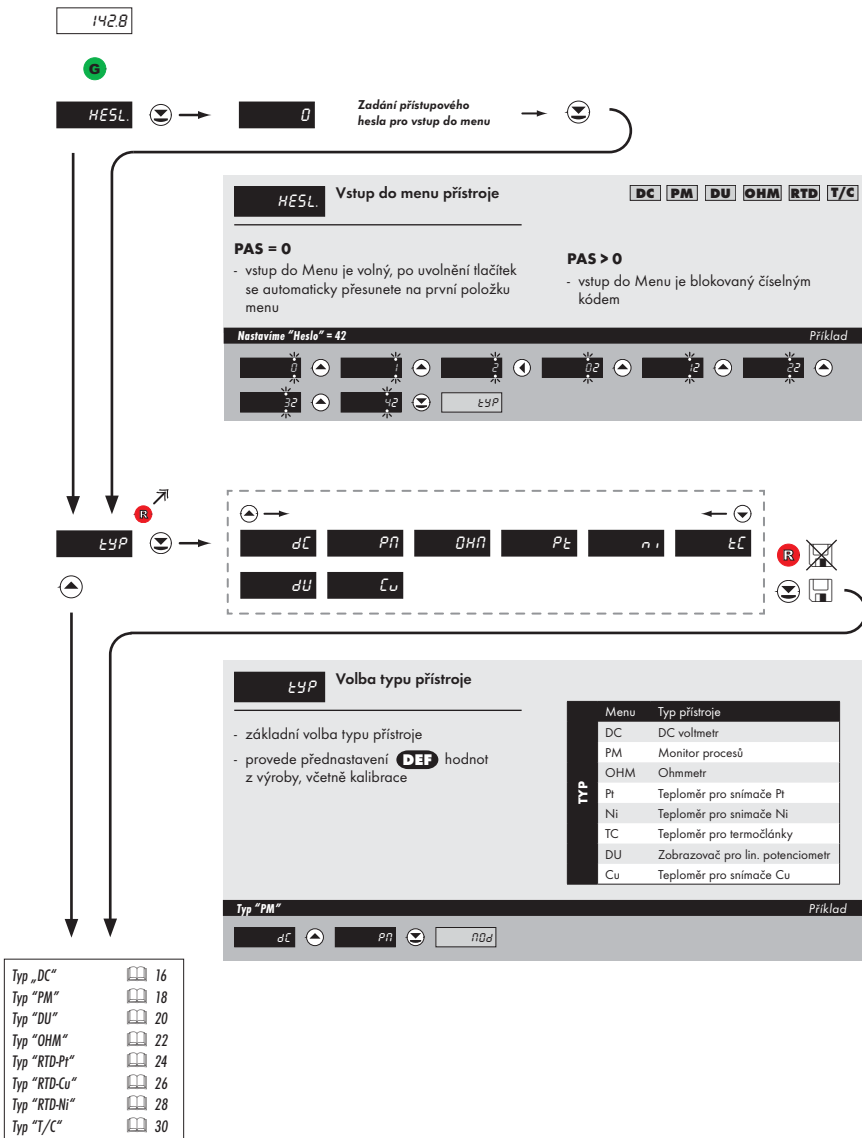 142.8
G
HESL.
0
Zadání přístupového
hesla pro vstup do menu
HESL.
Vstup do menu přístroje
DC PM DU OHM RTD T/C
PAS = 0
- vstup do Menu je volný, po uvolnění tlačítek
se automaticky přesunete na první položku
menu
PAS > 0
- vstup do Menu je blokovaný číselným
kódem
Nastavíme "Heslo" = 42
Příklad
0 1 2 02 12 22
32 42 tYP
R
tYP
dC PM OHM Pt ni tC
dU Cu
R
tYP
Volba typu přístroje
- základní volba typu přístroje
- provede přednastavení DEF hodnot
z výroby, včetně kalibrace
TYP
Menu Typ přístroje
DC DC voltmetr
PM Monitor procesů
OHM Ohmmetr
Pt Teploměr pro snímače Pt
Ni Teploměr pro snimače Ni
TC Teploměr pro termočlánky
DU Zobrazovač pro lin. potenciometr
Cu Teploměr pro snímače Cu
Typ "PM"
Příklad
dC PM MOd
Typ „DC" 16
Typ "PM" 18
Typ "DU" 20
Typ "OHM" 22
Typ "RTD-Pt" 24
Typ "RTD-Cu" 26
Typ "RTD-Ni" 28
Typ "T/C" 30